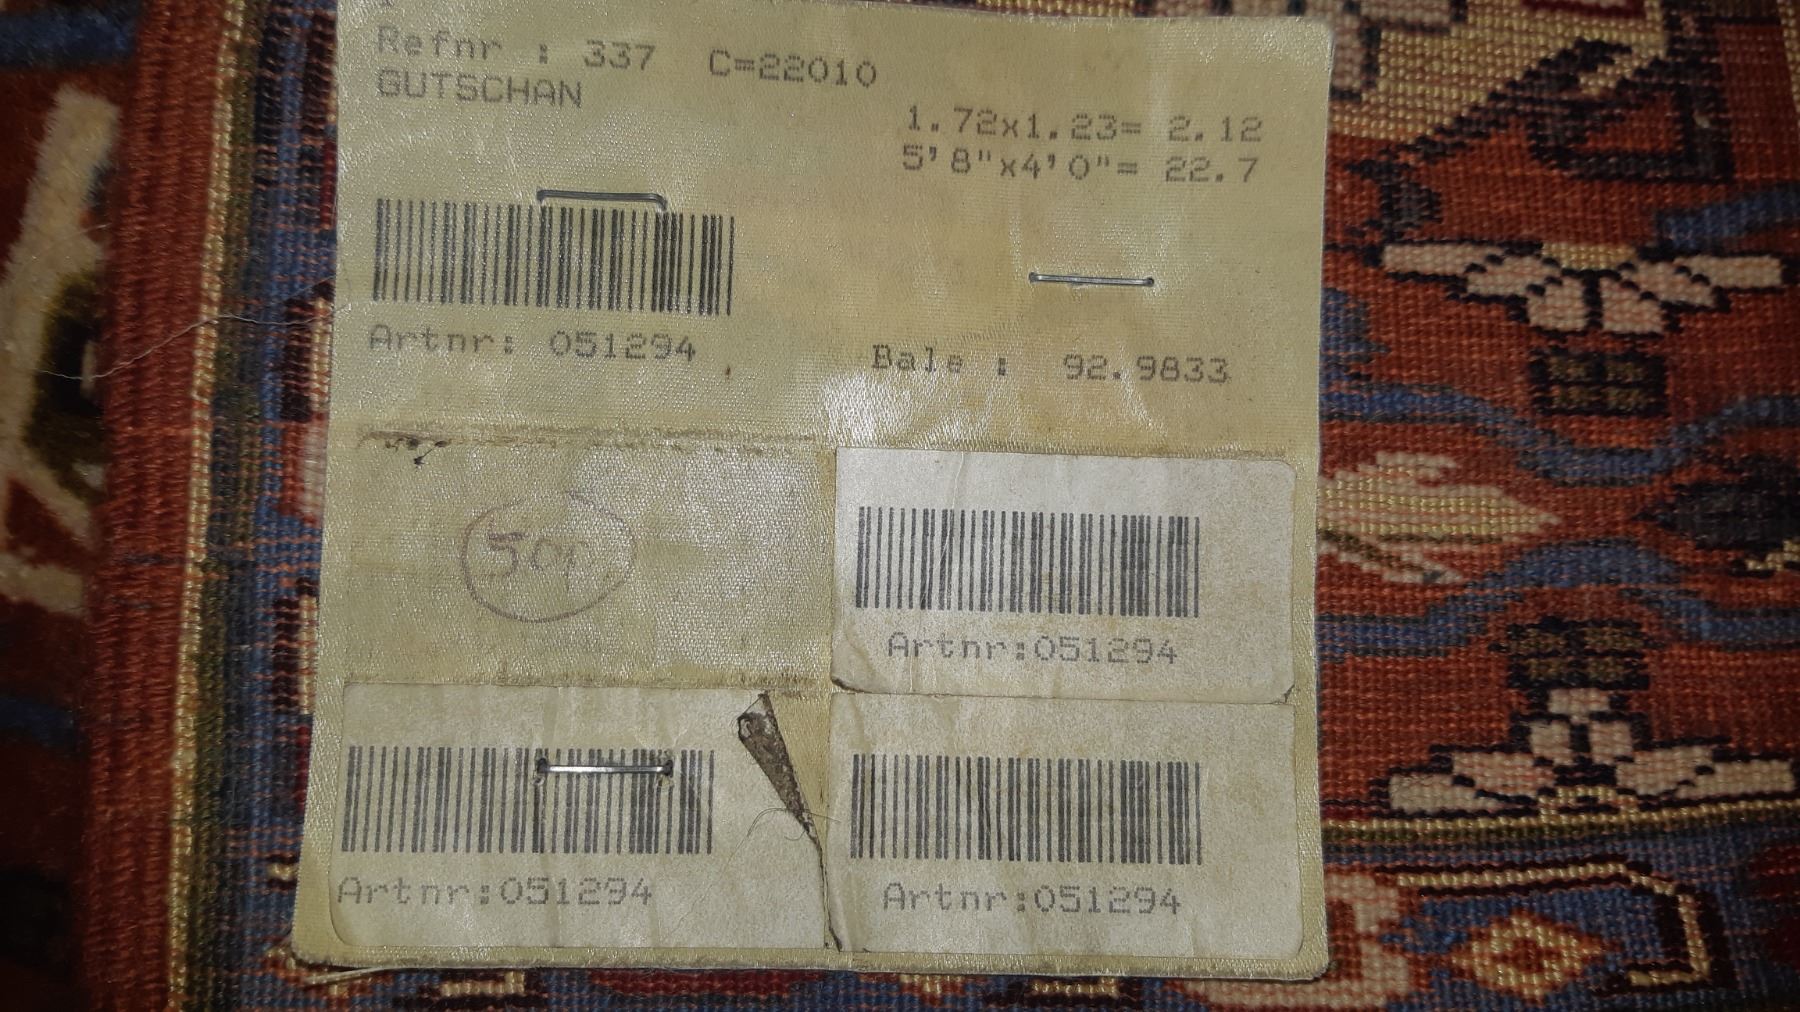 Refnr : 337 C=22010
GUTSCHAN
1.72x1.23= 2.12
5'8"x4'0"= 22.7
Artnr: 051294
Bale : 92.9833
Artnr:051294
Artnr:051294
Artnr:051294